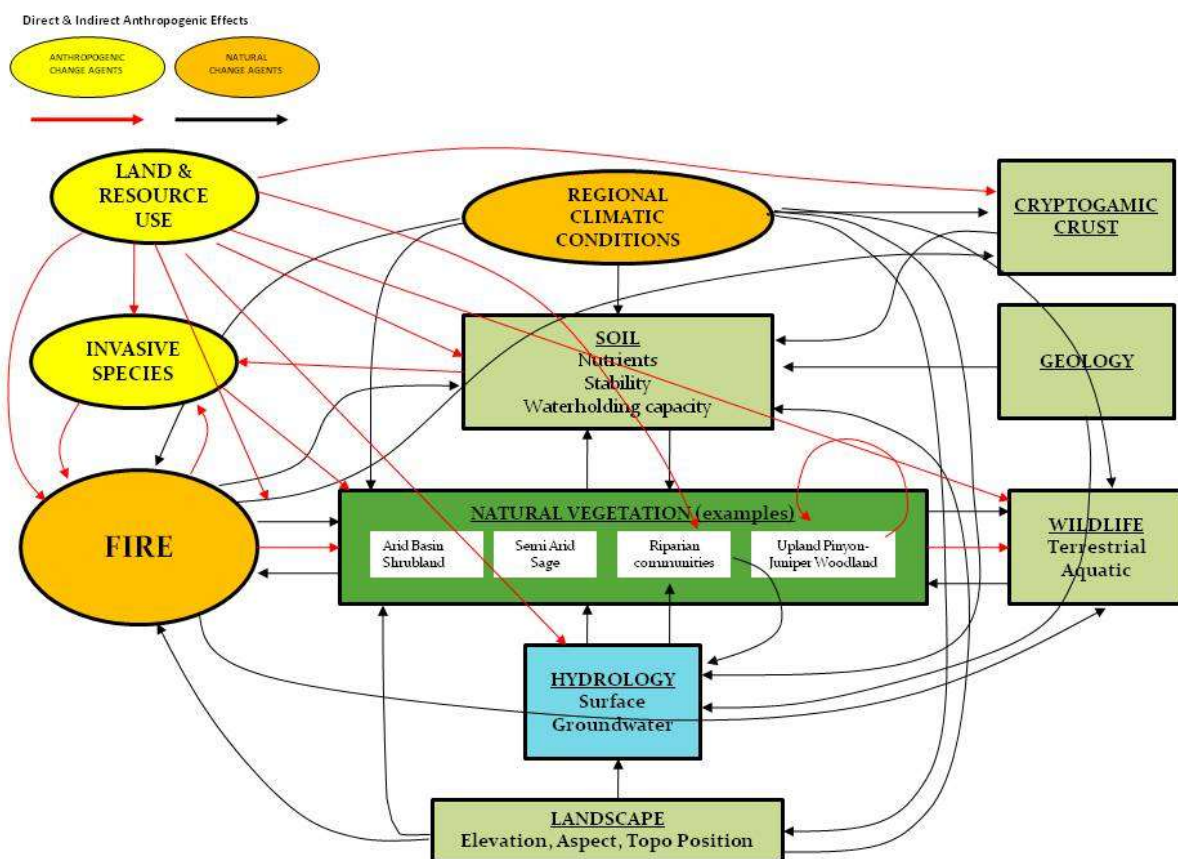 Direct & Indirect Anthropogenic Effects
ANTHROPOGENIC
CHANGE AGENTS
NATURAL
CHANGE AGENTS
LAND &
RESOURCE
USE
REGIONAL
CLIMATIC
CONDITIONS
CRYPTOGAMIC
CRUST
INVASIVE
SPECIES
SOIL
Nutrients
Stability
Waterholding capacity
GEOLOGY
FIRE
NATURAL VEGETATION (examples)
Arid Basin
Shrubland
Semi Arid
Sage
Riparian
communities
Upland Pinyon-
Juniper Woodland
WILDLIFE
Terrestrial
Aquatic
HYDROLOGY
Surface
Groundwater
LANDSCAPE
Elevation, Aspect, Topo Position